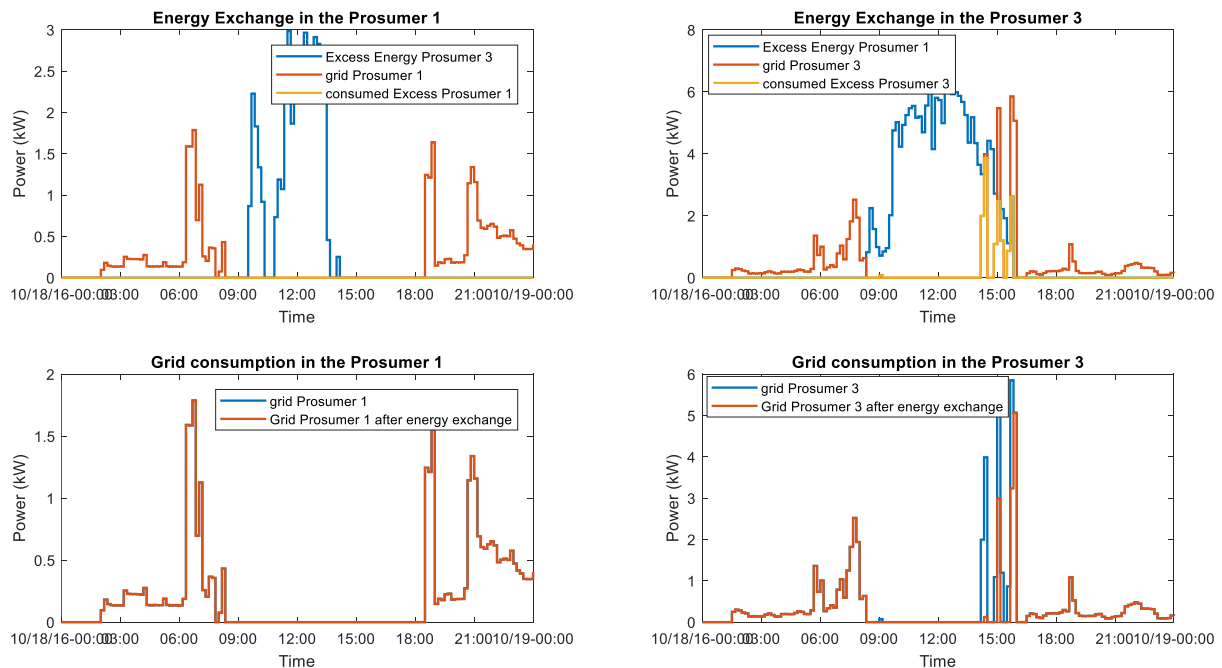 Energy Exchange in the Prosumer 1
3
2.5
2
1.5
1
0.5
0
Power (kW)
Excess Energy Prosumer 3
grid Prosumer 1
consumed Excess Prosumer 1
10/18/16-00:00 03:00 06:00 09:00 12:00 15:00 18:00 21:00 10/19-00:00
Time
Energy Exchange in the Prosumer 3
8
6
4
2
0
Power (kW)
Excess Energy Prosumer 1
grid Prosumer 3
consumed Excess Prosumer 3
10/18/16-00:00 03:00 06:00 09:00 12:00 15:00 18:00 21:00 10/19-00:00
Time
Grid consumption in the Prosumer 1
2
1.5
1
0.5
0
Power (kW)
grid Prosumer 1
Grid Prosumer 1 after energy exchange
10/18/16-00:00 03:00 06:00 09:00 12:00 15:00 18:00 21:00 10/19-00:00
Time
Grid consumption in the Prosumer 3
6
5
4
3
2
1
0
Power (kW)
grid Prosumer 3
Grid Prosumer 3 after energy exchange
10/18/16-00:00 03:00 06:00 09:00 12:00 15:00 18:00 21:00 10/19-00:00
Time